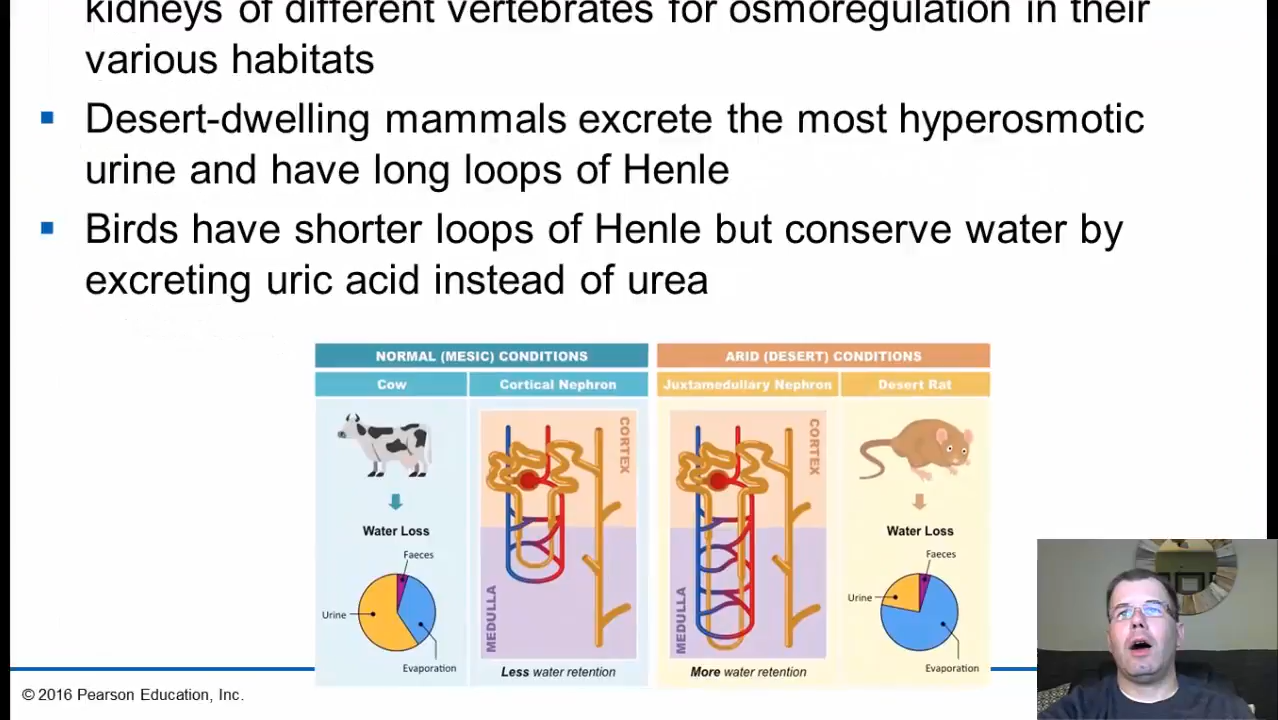 kidneys of different vertebrates for osmoregulation in their
various habitats
Desert-dwelling mammals excrete the most hyperosmotic
urine and have long loops of Henle
Birds have shorter loops of Henle but conserve water by
excreting uric acid instead of urea
NORMAL (MESIC) CONDITIONS
Cow
Cortical Nephron
CORTEX
MEDULLA
Water Loss
Faeces
Urine
Evaporation
Less water retention
ARID (DESERT) CONDITIONS
Juxtamedullary Nephron
Desert Rat
CORTEX
MEDULLA
More water retention
Water Loss
Faeces
Urine
Evaporation
© 2016 Pearson Education, Inc.